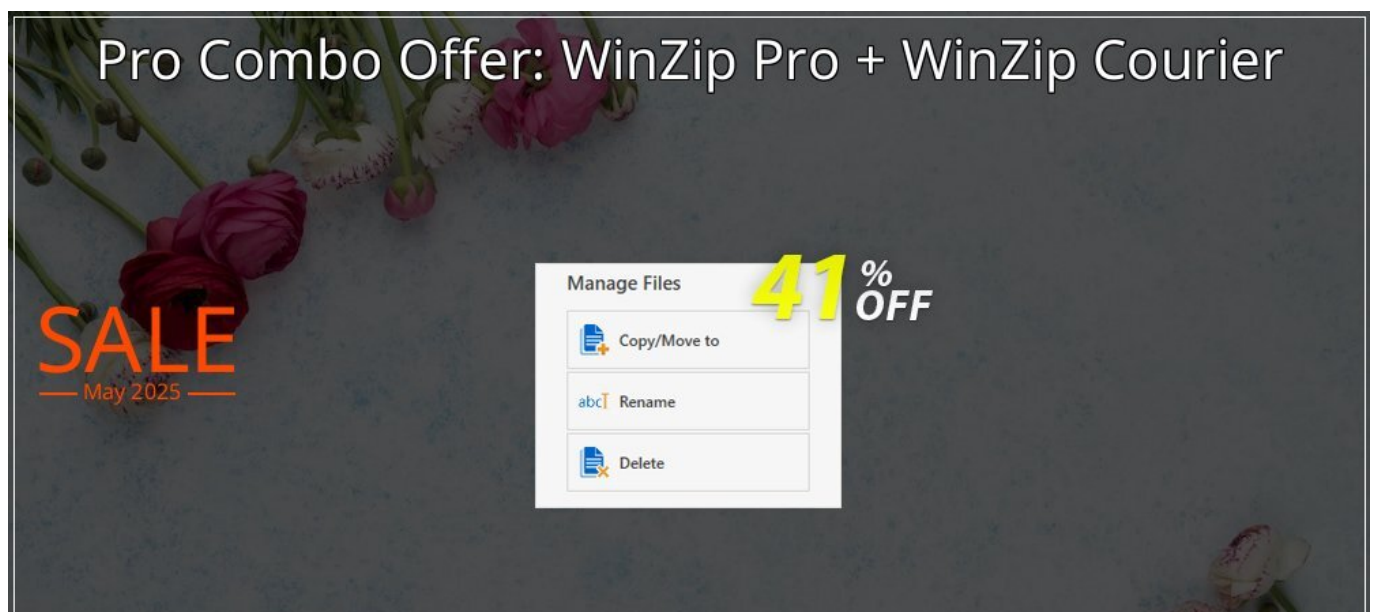 Pro Combo Offer: WinZip Pro + WinZip Courier
Manage Files
41% OFF
Copy/Move to
SALE
May 2025
abc Rename
Delete